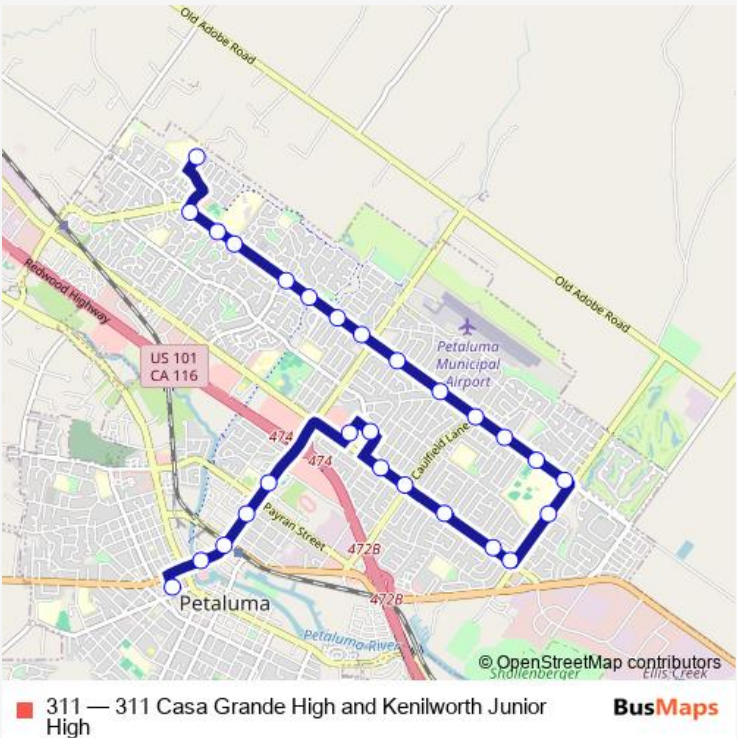 Old Adobe Road
Old Adobe Road
Redwood Highway
US 101
CA 116
Petaluma
Municipal
Airport
474
474
Caulfield Lane
Payran Street
472B
472B
Petaluma
Petaluma River
© OpenStreetMap contributors
Shollenberger
Ellis Creek
311 — 311 Casa Grande High and Kenilworth Junior
High
BusMaps